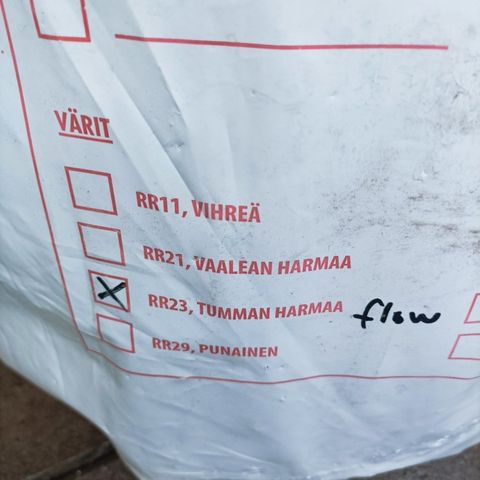 VÄRIT
RR11, VIHREÄ
RR21, VAALEAN HARMAA
RR23, TUMMAN HARMAA flow
RR29, PUNAINEN